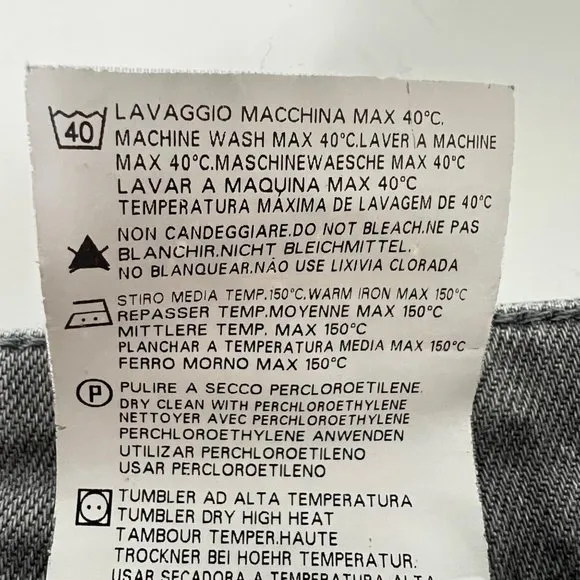 40 LAVAGGIO MACCHINA MAX 40°C.
MACHINE WASH MAX 40°C.LAVER A MACHINE
MAX 40°C.MASCHINEWAESCHE MAX 40°C
LAVAR A MAQUINA MAX 40°C
TEMPERATURA MÁXIMA DE LAVAGEM DE 40°C
NON CANDEGGIARE.DO NOT BLEACH.NE PAS
BLANCHIR.NICHT BLEICHMITTEL.
NO BLANQUEAR.NÃO USE LIXIVIA CLORADA
STIRO MEDIA TEMP.150°C.WARM IRON MAX 150°C
REPASSER TEMP.MOYENNE MAX 150°C
MITTLERE TEMP. MAX 150°C
PLANCHAR A TEMPERATURA MEDIA MAX 150°C
FERRO MORNO MAX 150°C
P PULIRE A SECCO PERCLOROETILENE
DRY CLEAN WITH PERCHLOROETHYLENE
NETTOYER AVEC PERCHLOROETHYLENE
PERCHLOROETHYLENE ANWENDEN
UTILIZAR PERCHLOROETILENO
USAR PERCLOROETILENO
TUMBLER AD ALTA TEMPERATURA
TUMBLER DRY HIGH HEAT
TAMBOUR TEMPER.HAUTE
TROCKNER BEI HOEHR TEMPERATUR.
USAR SECADORA A TEMPERATURA ALTA